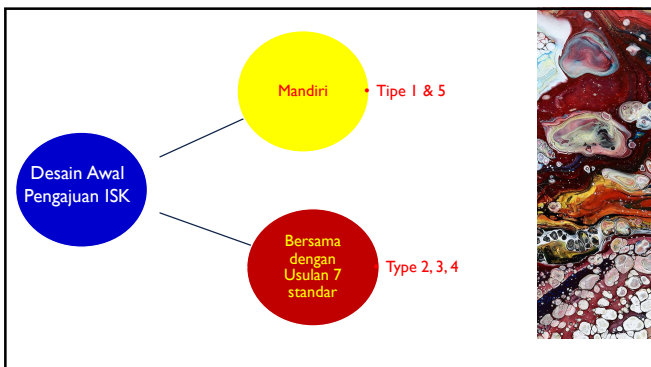 Mandiri
• Tipe 1 & 5
Desain Awal
Pengajuan ISK
Bersama
dengan
Usulan 7
standar
• Type 2, 3, 4